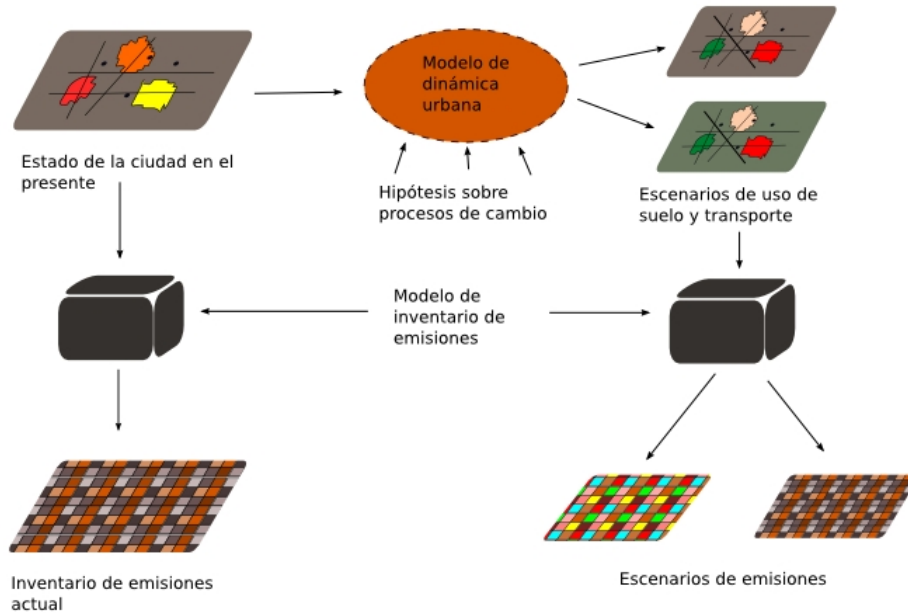 Modelo de
dinámica
urbana
Estado de la ciudad en el
presente
Hipótesis sobre
procesos de cambio
Escenarios de uso de
suelo y transporte
Modelo de
inventario de
emisiones
Inventario de emisiones
actual
Escenarios de emisiones